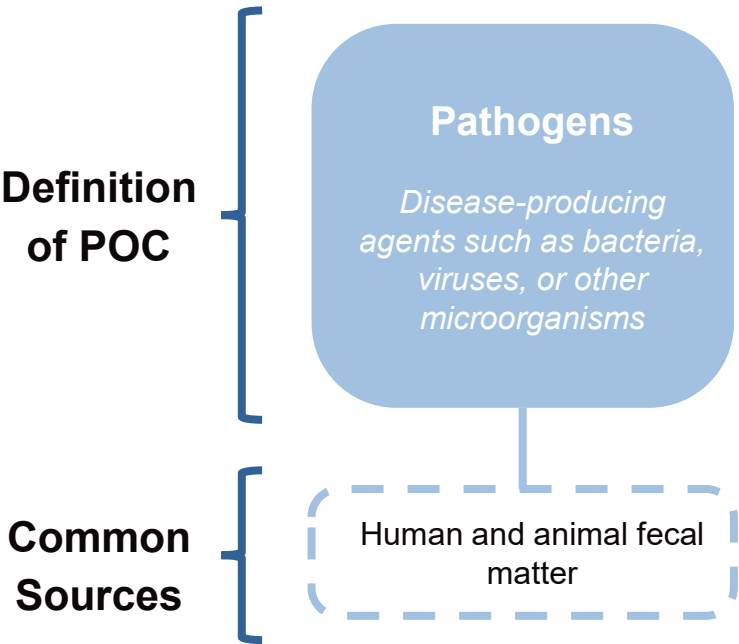 Definition
of POC
Pathogens
Disease-producing
agents such as bacteria,
viruses, or other
microorganisms
Common
Sources
Human and animal fecal
matter